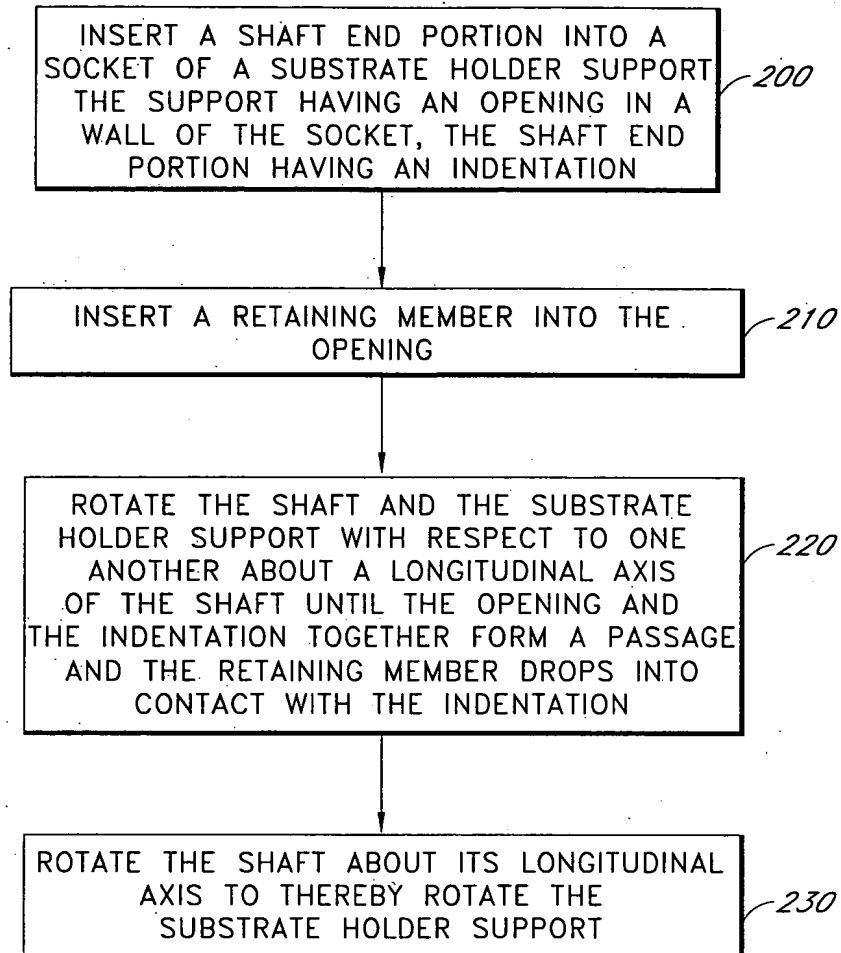 INSERT A SHAFT END PORTION INTO A
SOCKET OF A SUBSTRATE HOLDER SUPPORT
THE SUPPORT HAVING AN OPENING IN A
WALL OF THE SOCKET, THE SHAFT END
PORTION HAVING AN INDENTATION
200
INSERT A RETAINING MEMBER INTO THE
OPENING
210
ROTATE THE SHAFT AND THE SUBSTRATE
HOLDER SUPPORT WITH RESPECT TO ONE
ANOTHER ABOUT A LONGITUDINAL AXIS
OF THE SHAFT UNTIL THE OPENING AND
THE INDENTATION TOGETHER FORM A PASSAGE
AND THE RETAINING MEMBER DROPS INTO
CONTACT WITH THE INDENTATION
220
ROTATE THE SHAFT ABOUT ITS LONGITUDINAL
AXIS TO THEREBY ROTATE THE
SUBSTRATE HOLDER SUPPORT
230